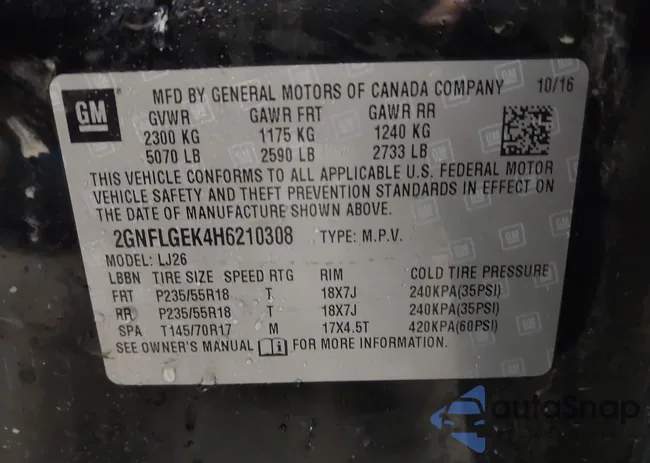 GM
MFD BY GENERAL MOTORS OF CANADA COMPANY 10/16
GVWR GAWR FRT GAWR RR
2300 KG 1175 KG 1240 KG
5070 LB 2590 LB 2733 LB
THIS VEHICLE CONFORMS TO ALL APPLICABLE U.S. FEDERAL MOTOR
VEHICLE SAFETY AND THEFT PREVENTION STANDARDS IN EFFECT ON
THE DATE OF MANUFACTURE SHOWN ABOVE.
2GNFLGEK4H6210308 TYPE: M.P.V.
MODEL: LJ26
LBBN TIRE SIZE SPEED RTG RIM COLD TIRE PRESSURE
FRT P235/55R18 T 18X7J 240KPA(35PSI)
RR P235/55R18 T 18X7J 240KPA(35PSI)
SPA T145/70R17 M 17X4.5T 420KPA(60PSI)
SEE OWNER'S MANUAL FOR MORE INFORMATION.
autoSnap